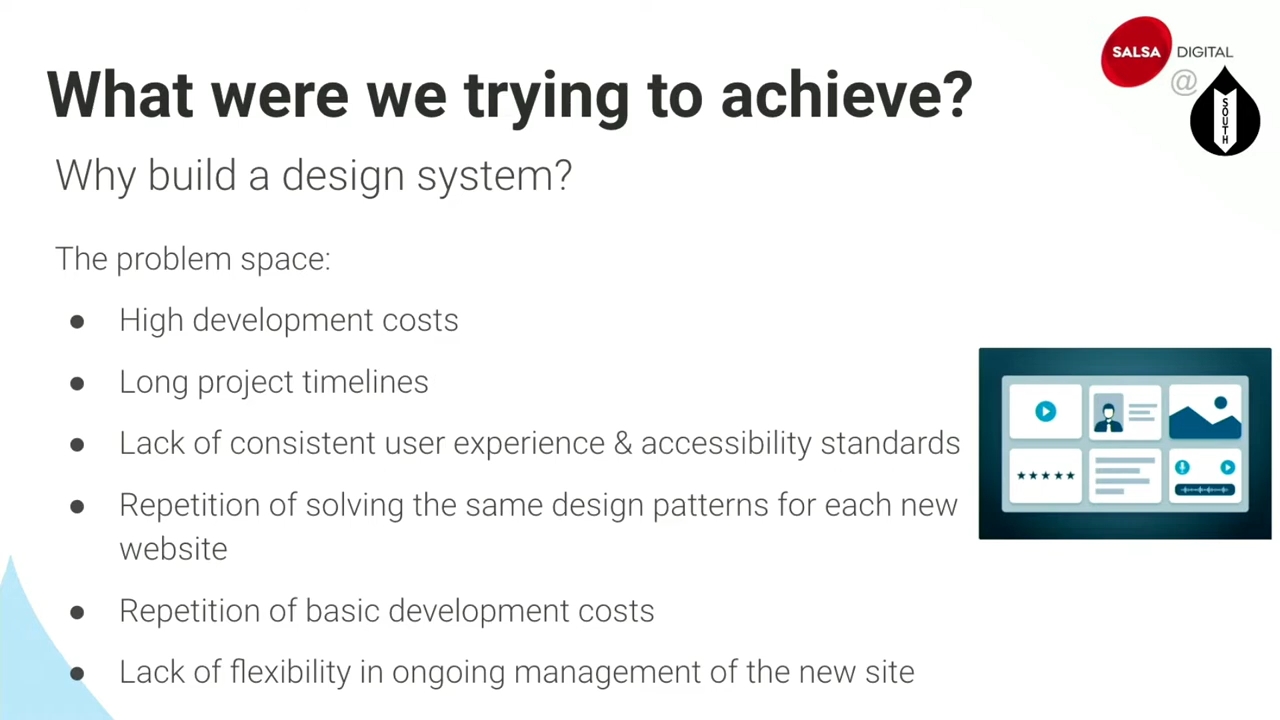 What were we trying to achieve?
Why build a design system?
SALSA DIGITAL
@
SOUTH
The problem space:
● High development costs
● Long project timelines
● Lack of consistent user experience & accessibility standards
● Repetition of solving the same design patterns for each new
website
● Repetition of basic development costs
● Lack of flexibility in ongoing management of the new site